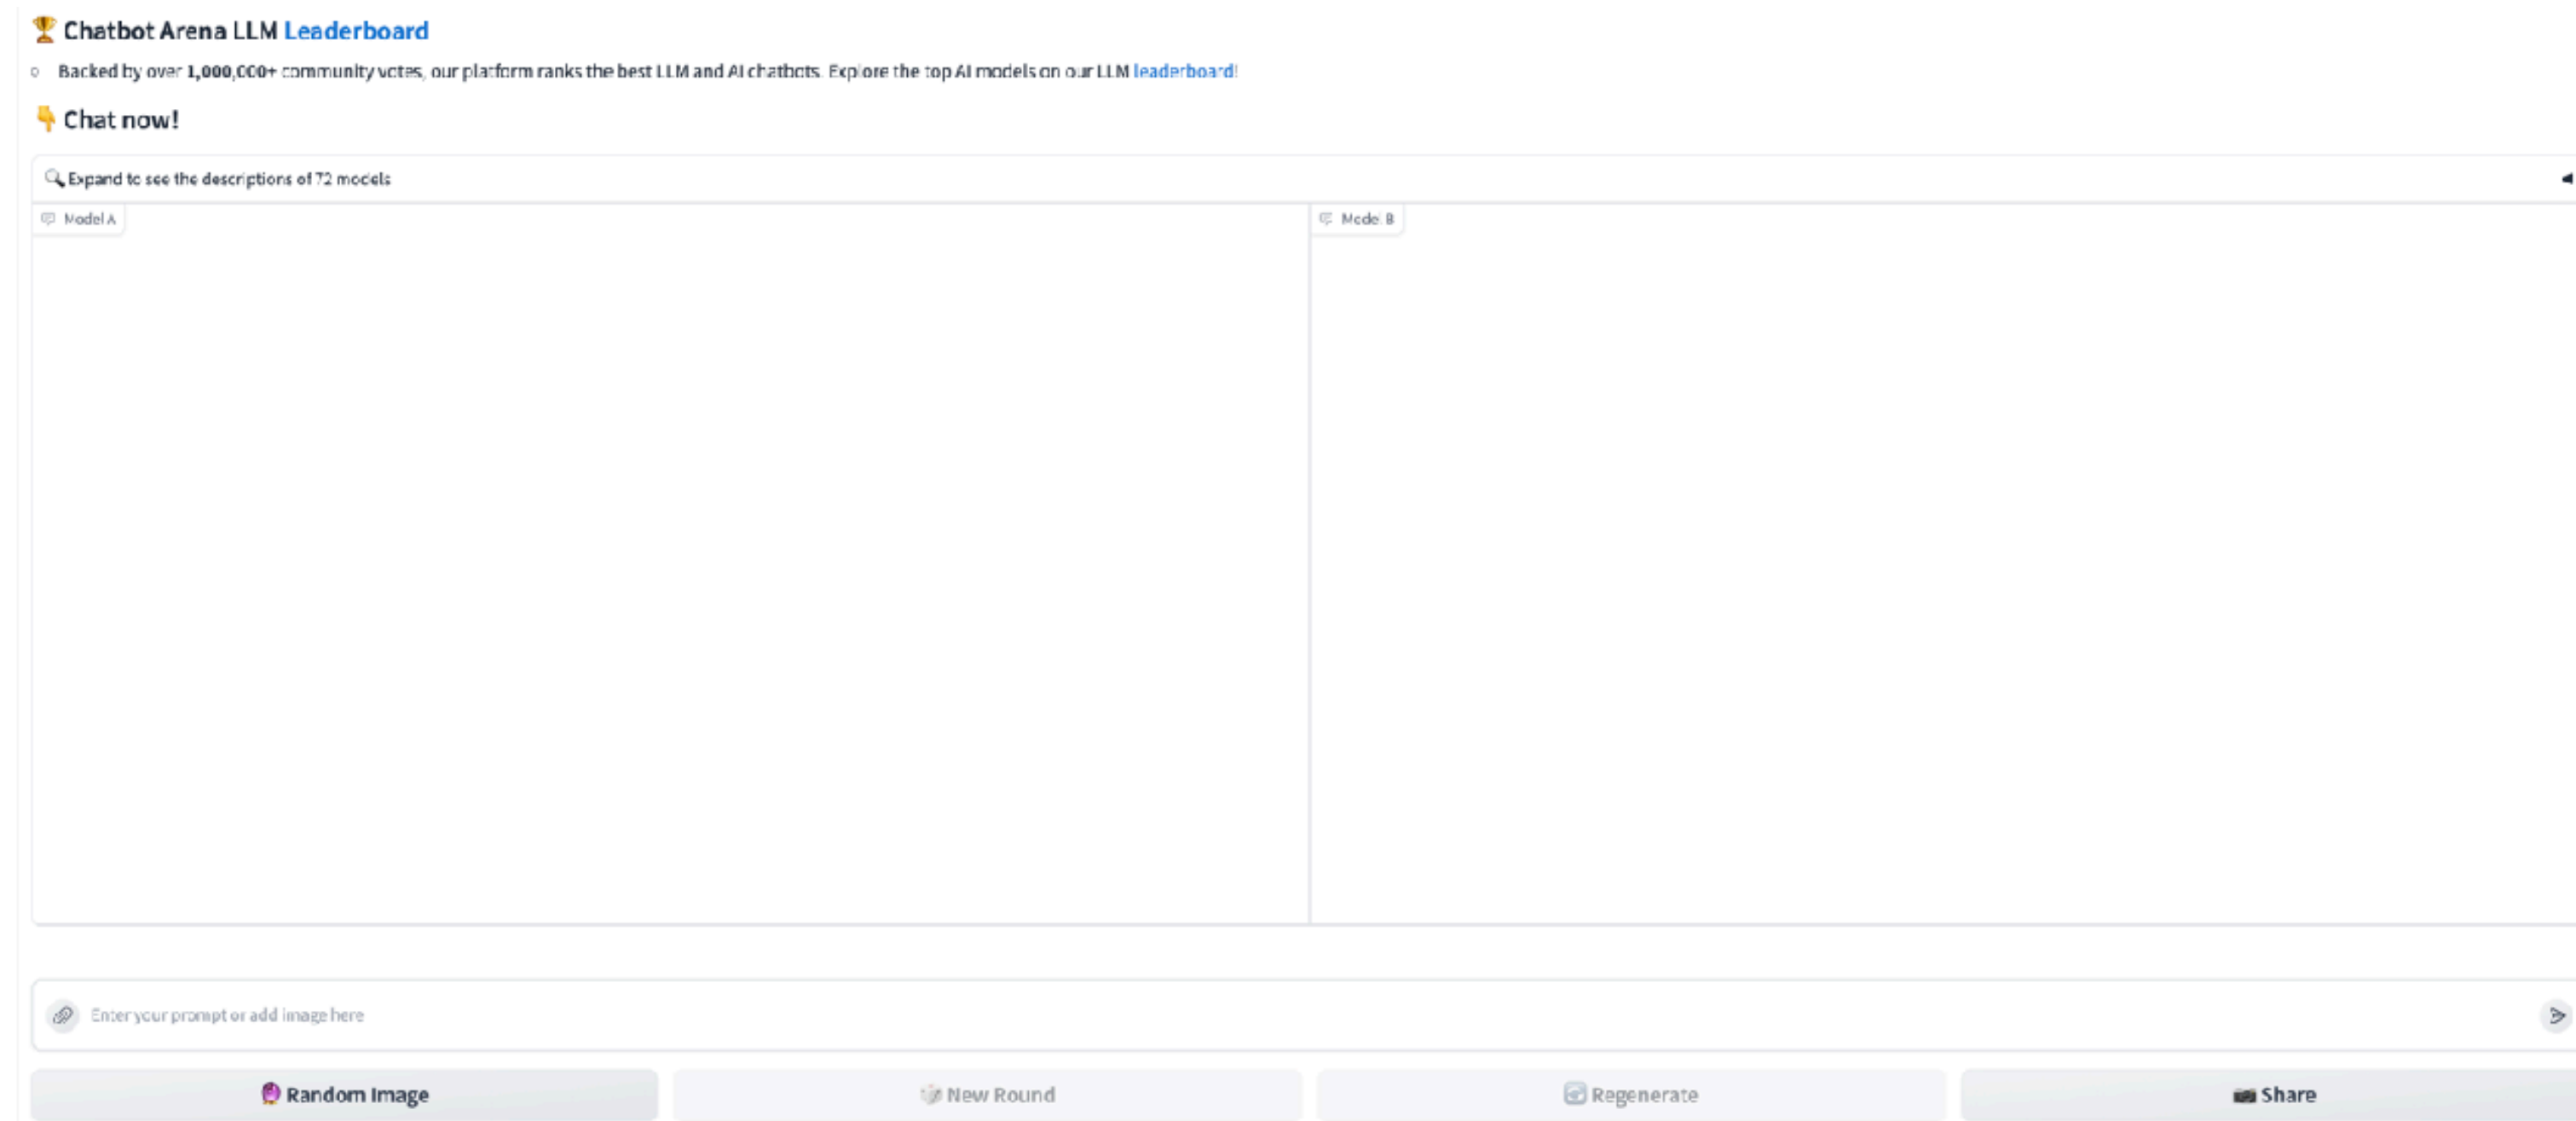 🏆 Chatbot Arena LLM Leaderboard
Backed by over 1,000,000+ community votes, our platform ranks the best LLM and AI chatbots. Explore the top AI models on our LLM leaderboard!
👇 Chat now!
🔍 Expand to see the descriptions of 72 models
Model A
Model B
Enter your prompt or add image here
🔮 Random Image
🎲 New Round
🔄 Regenerate
📷 Share